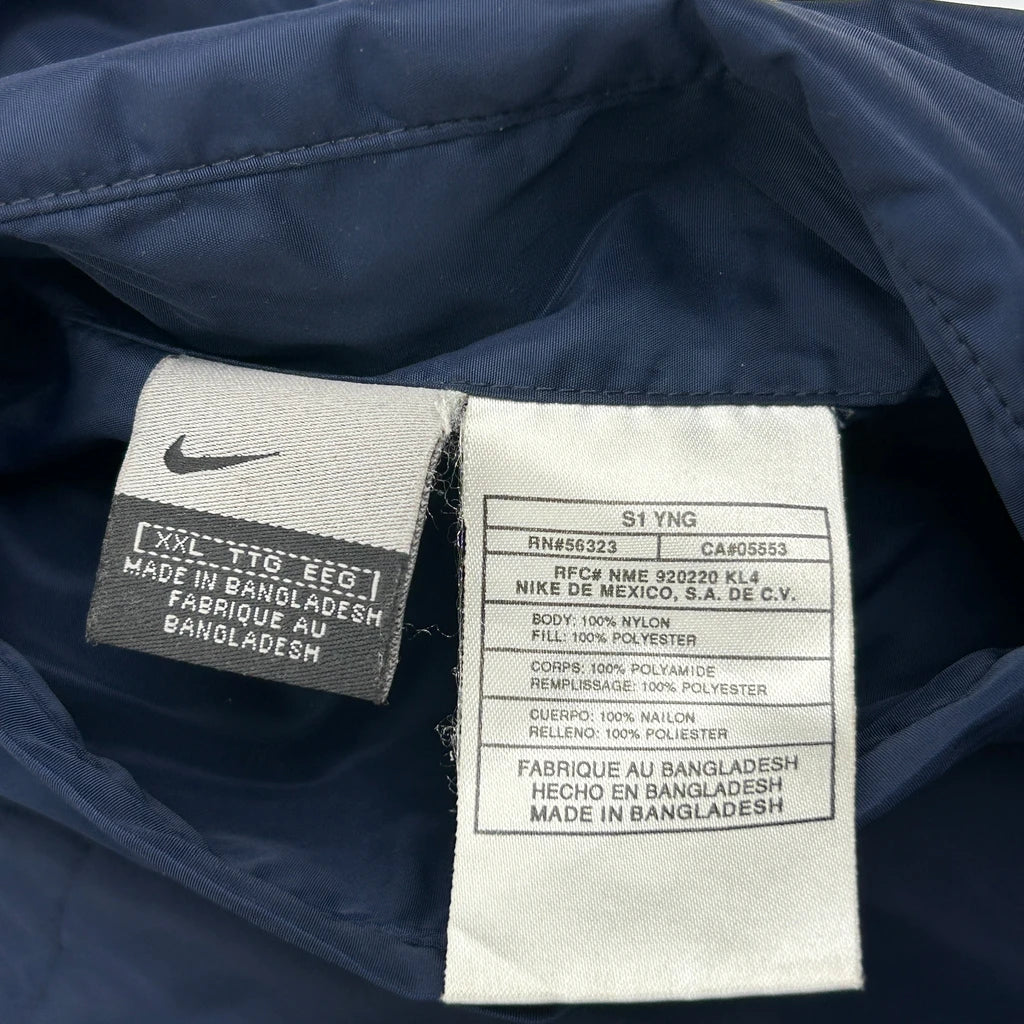 XXL TTG EEG
MADE IN BANGLADESH
FABRIQUE AU
BANGLADESH
S1 YNG
RN#56323 CA#05553
RFC# NME 920220 KL4
NIKE DE MEXICO, S.A. DE C.V.
BODY: 100% NYLON
FILL: 100% POLYESTER
CORPS: 100% POLYAMIDE
REMPLISSAGE: 100% POLYESTER
CUERPO: 100% NAILON
RELLENO: 100% POLIESTER
FABRIQUE AU BANGLADESH
HECHO EN BANGLADESH
MADE IN BANGLADESH